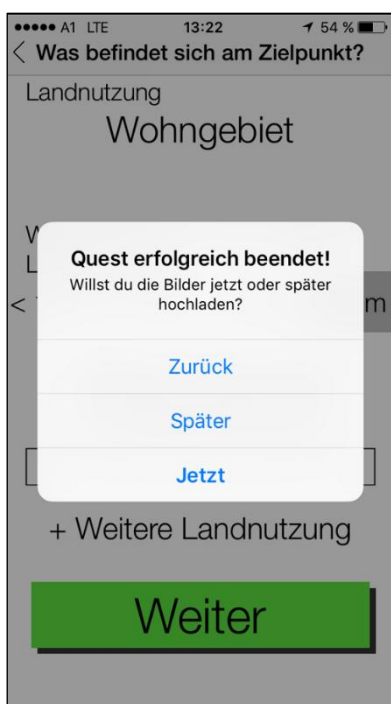 A1 LTE 13:22 54 %
< Was befindet sich am Zielpunkt?
Landnutzung
Wohngebiet
W
L
Quest erfolgreich beendet!
Willst du die Bilder jetzt oder später
hochladen?
<
m
Zurück
Später
Jetzt
+ Weitere Landnutzung
Weiter